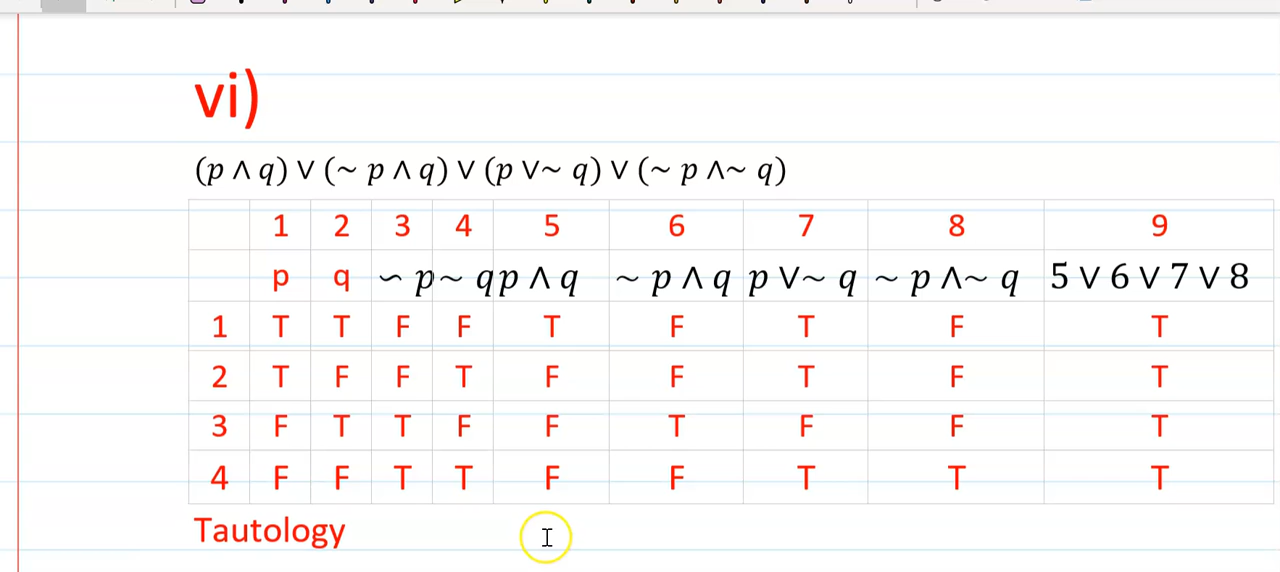 vi)
(p ∧ q) ∨ (~ p ∧ q) ∨ (p ∨~ q) ∨ (~ p ∧~ q)
1 2 3 4 5 6 7 8 9
p q ~ p ~ q p ∧ q ~ p ∧ q p ∨~ q ~ p ∧~ q 5 ∨ 6 ∨ 7 ∨ 8
1 T T F F T F T F T
2 T F F T F F T F T
3 F T T F F T F F T
4 F F T T F F T T T
Tautology